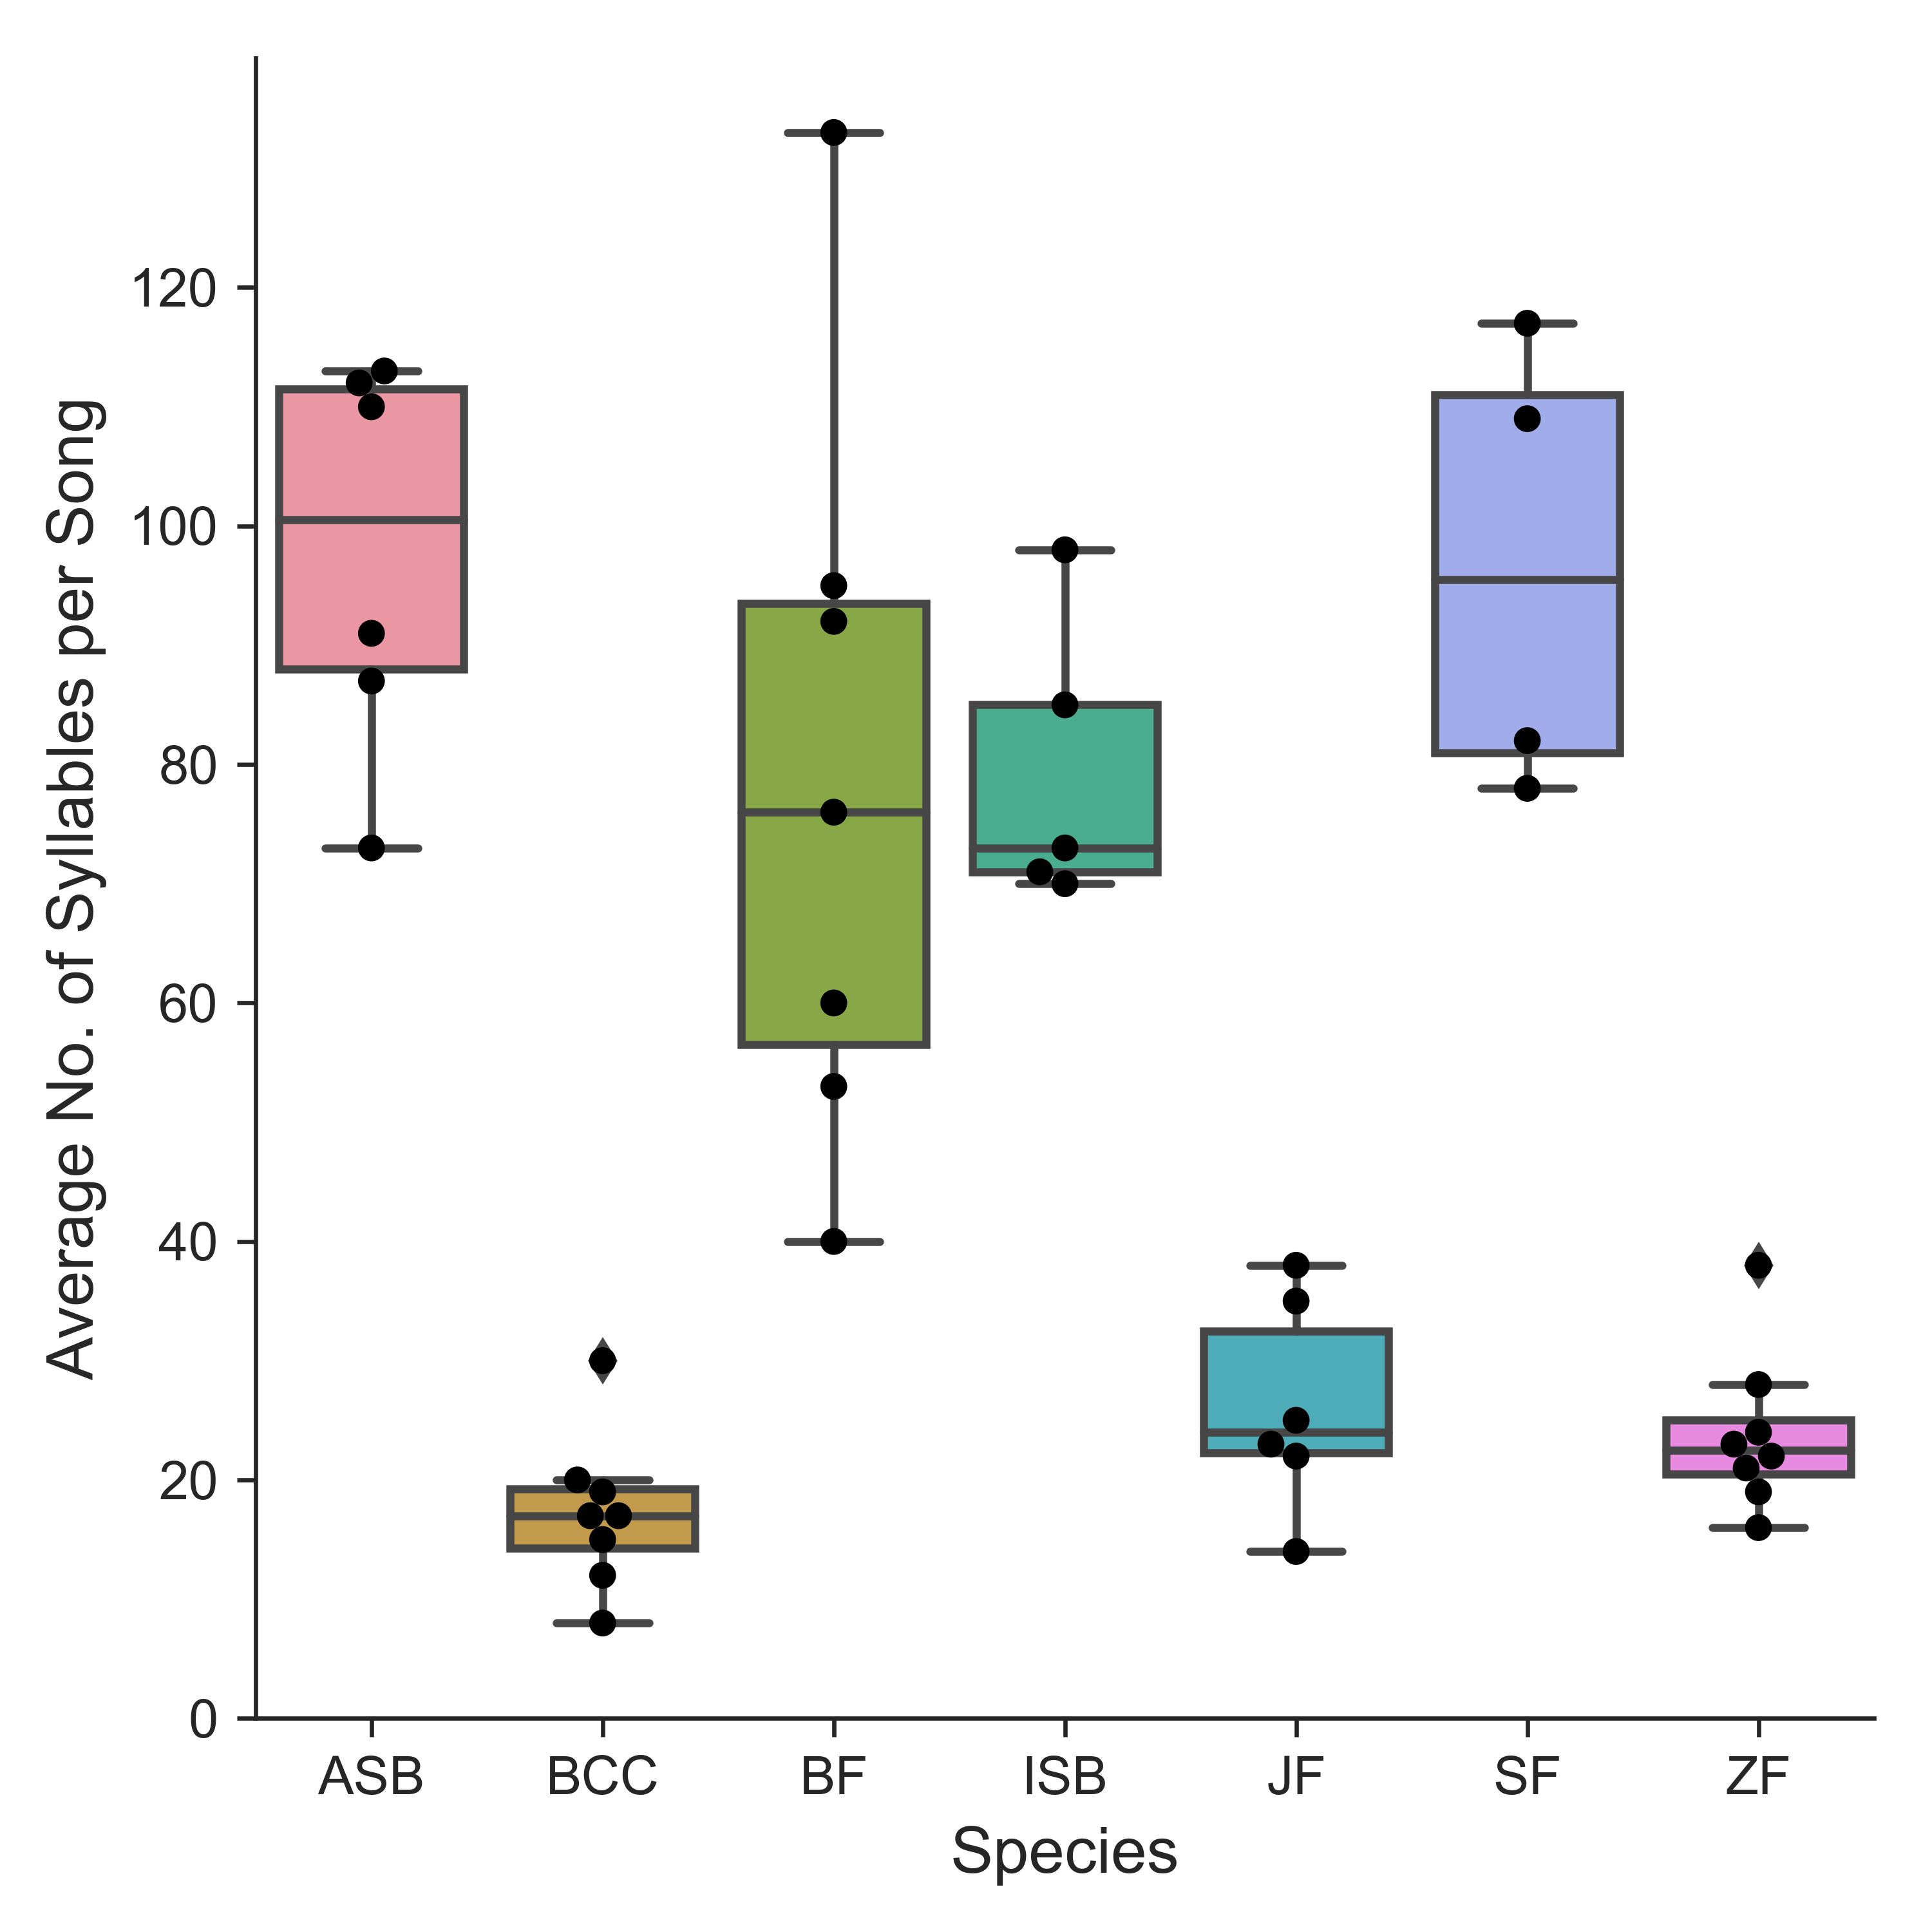 Average No. of Syllables per Song
120
100
80
60
40
20
0
ASB BCC BF ISB JF SF ZF
Species